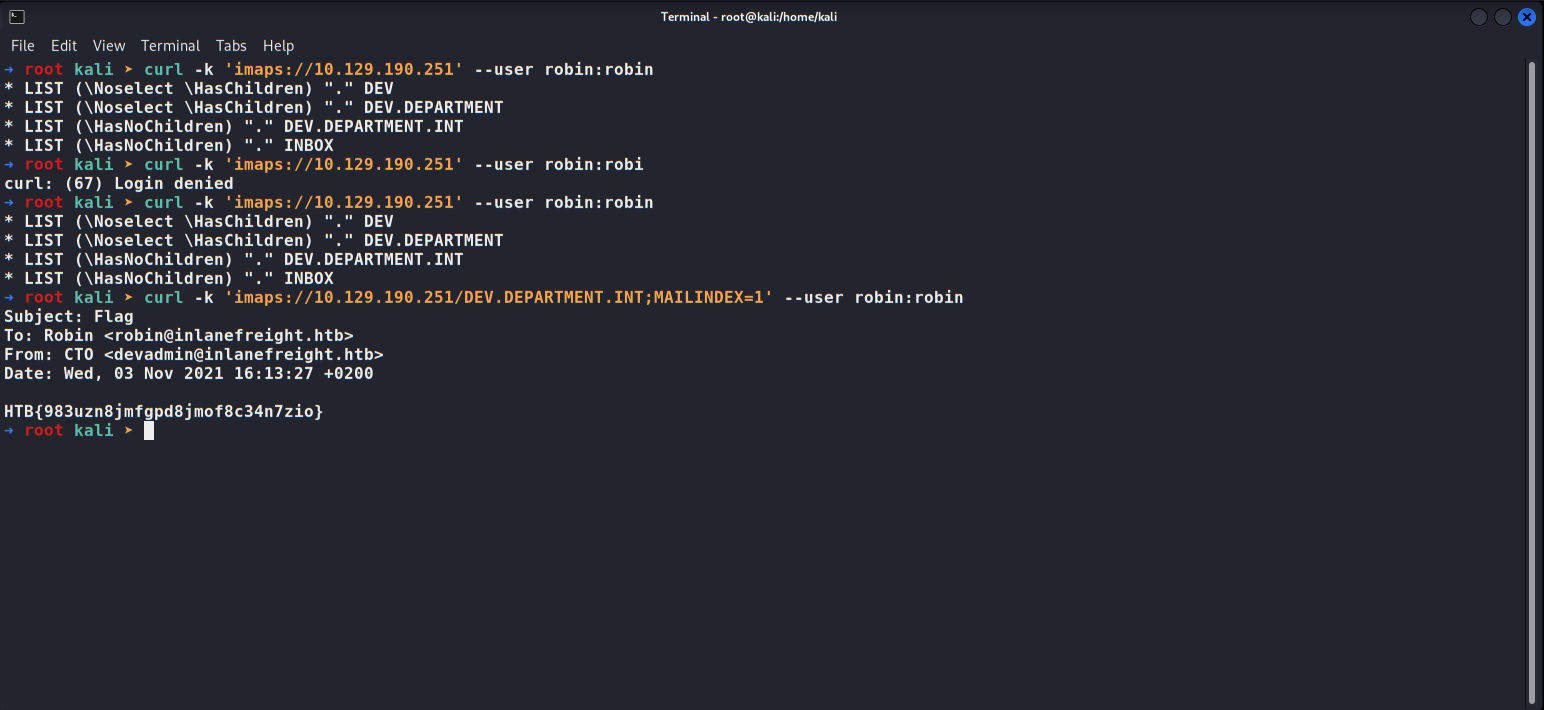 Terminal - root@kali:/home/kali
File Edit View Terminal Tabs Help
→ root kali ➤ curl -k 'imaps://10.129.190.251' --user robin:robin
* LIST (\Noselect \HasChildren) "." DEV
* LIST (\Noselect \HasChildren) "." DEV.DEPARTMENT
* LIST (\HasNoChildren) "." DEV.DEPARTMENT.INT
* LIST (\HasNoChildren) "." INBOX
→ root kali ➤ curl -k 'imaps://10.129.190.251' --user robin:robi
curl: (67) Login denied
→ root kali ➤ curl -k 'imaps://10.129.190.251' --user robin:robin
* LIST (\Noselect \HasChildren) "." DEV
* LIST (\Noselect \HasChildren) "." DEV.DEPARTMENT
* LIST (\HasNoChildren) "." DEV.DEPARTMENT.INT
* LIST (\HasNoChildren) "." INBOX
→ root kali ➤ curl -k 'imaps://10.129.190.251/DEV.DEPARTMENT.INT;MAILINDEX=1' --user robin:robin
Subject: Flag
To: Robin <robin@inlanefreight.htb>
From: CTO <devadmin@inlanefreight.htb>
Date: Wed, 03 Nov 2021 16:13:27 +0200
HTB{983uzn8jmfgpd8jmof8c34n7zio}
→ root kali ➤